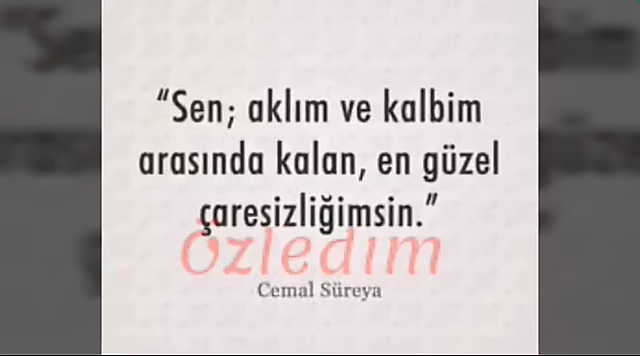 “Sen; aklım ve kalbim
arasında kalan, en güzel
çaresizliğimsin.”
Özledim
Cemal Süreya